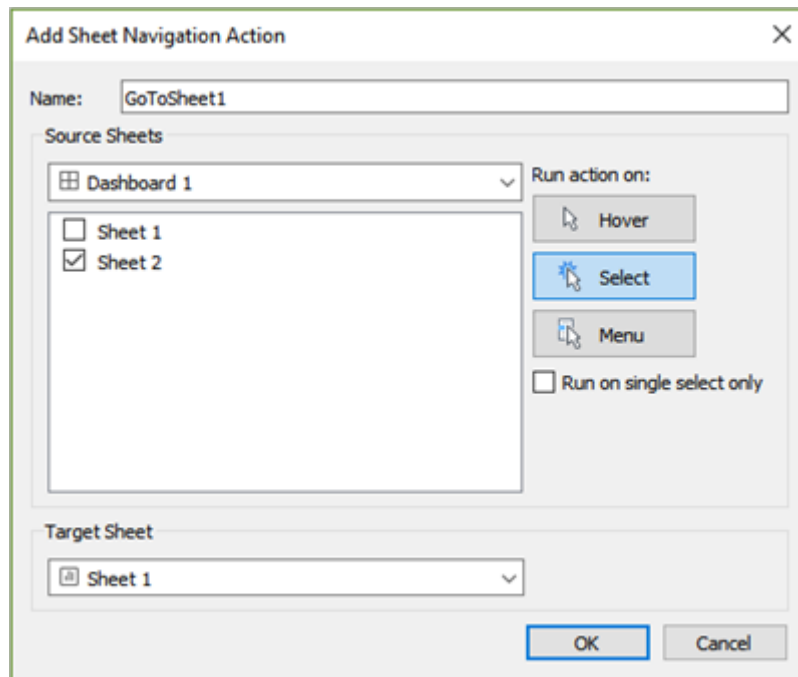 Add Sheet Navigation Action
Name: GoToSheet1
Source Sheets
Dashboard 1
Sheet 1
Sheet 2
Run action on:
Hover
Select
Menu
Run on single select only
Target Sheet
Sheet 1
OK Cancel